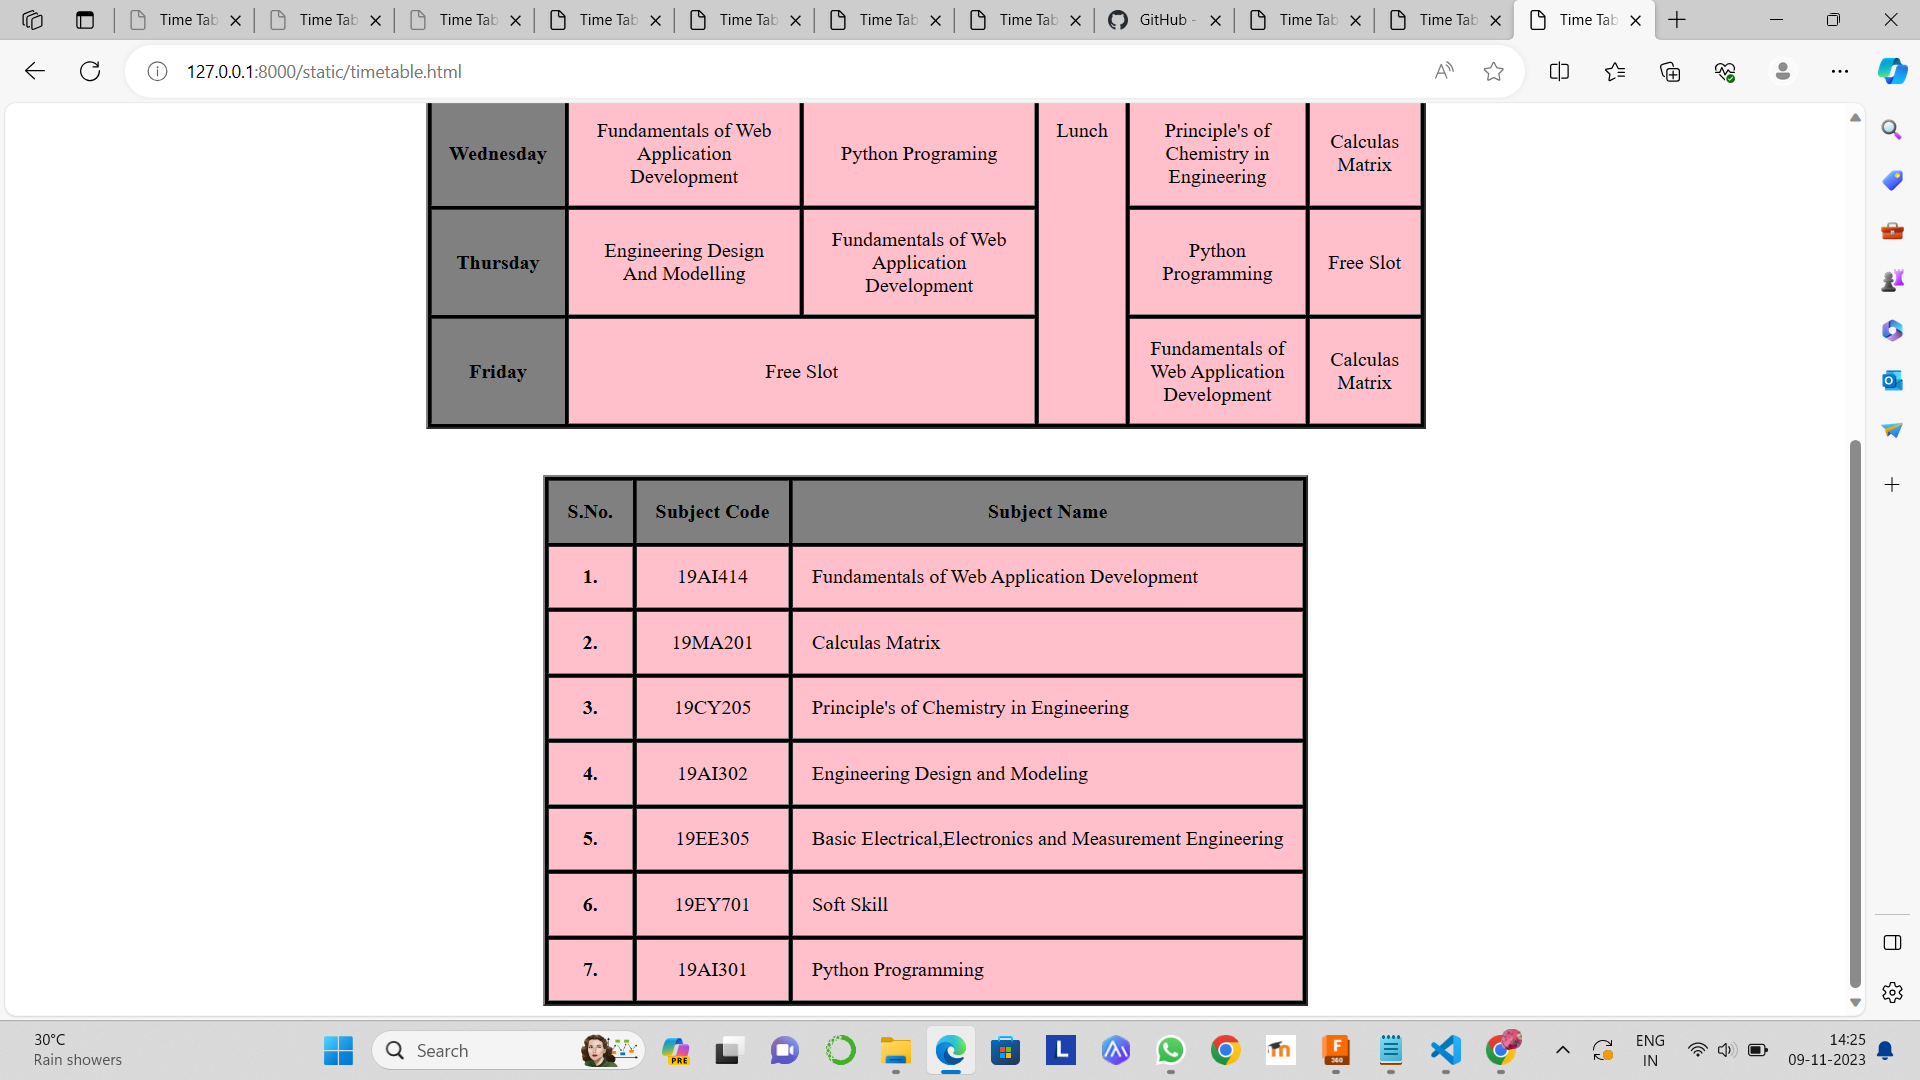 Time Tab
Time Tab
Time Tab
Time Tab
Time Tab
Time Tab
Time Tab
GitHub -
Time Tab
Time Tab
Time Tab
127.0.0.1:8000/static/timetable.html
Wednesday
Fundamentals of Web
Application
Development
Python Programing
Lunch
Principle's of
Chemistry in
Engineering
Calculas
Matrix
Thursday
Engineering Design
And Modelling
Fundamentals of Web
Application
Development
Python
Programming
Free Slot
Friday
Free Slot
Fundamentals of
Web Application
Development
Calculas
Matrix
S.No. Subject Code Subject Name
1. 19AI414 Fundamentals of Web Application Development
2. 19MA201 Calculas Matrix
3. 19CY205 Principle's of Chemistry in Engineering
4. 19AI302 Engineering Design and Modeling
5. 19EE305 Basic Electrical,Electronics and Measurement Engineering
6. 19EY701 Soft Skill
7. 19AI301 Python Programming
30°C
Rain showers
Search
PRE
L
F
360
ENG
IN
14:25
09-11-2023